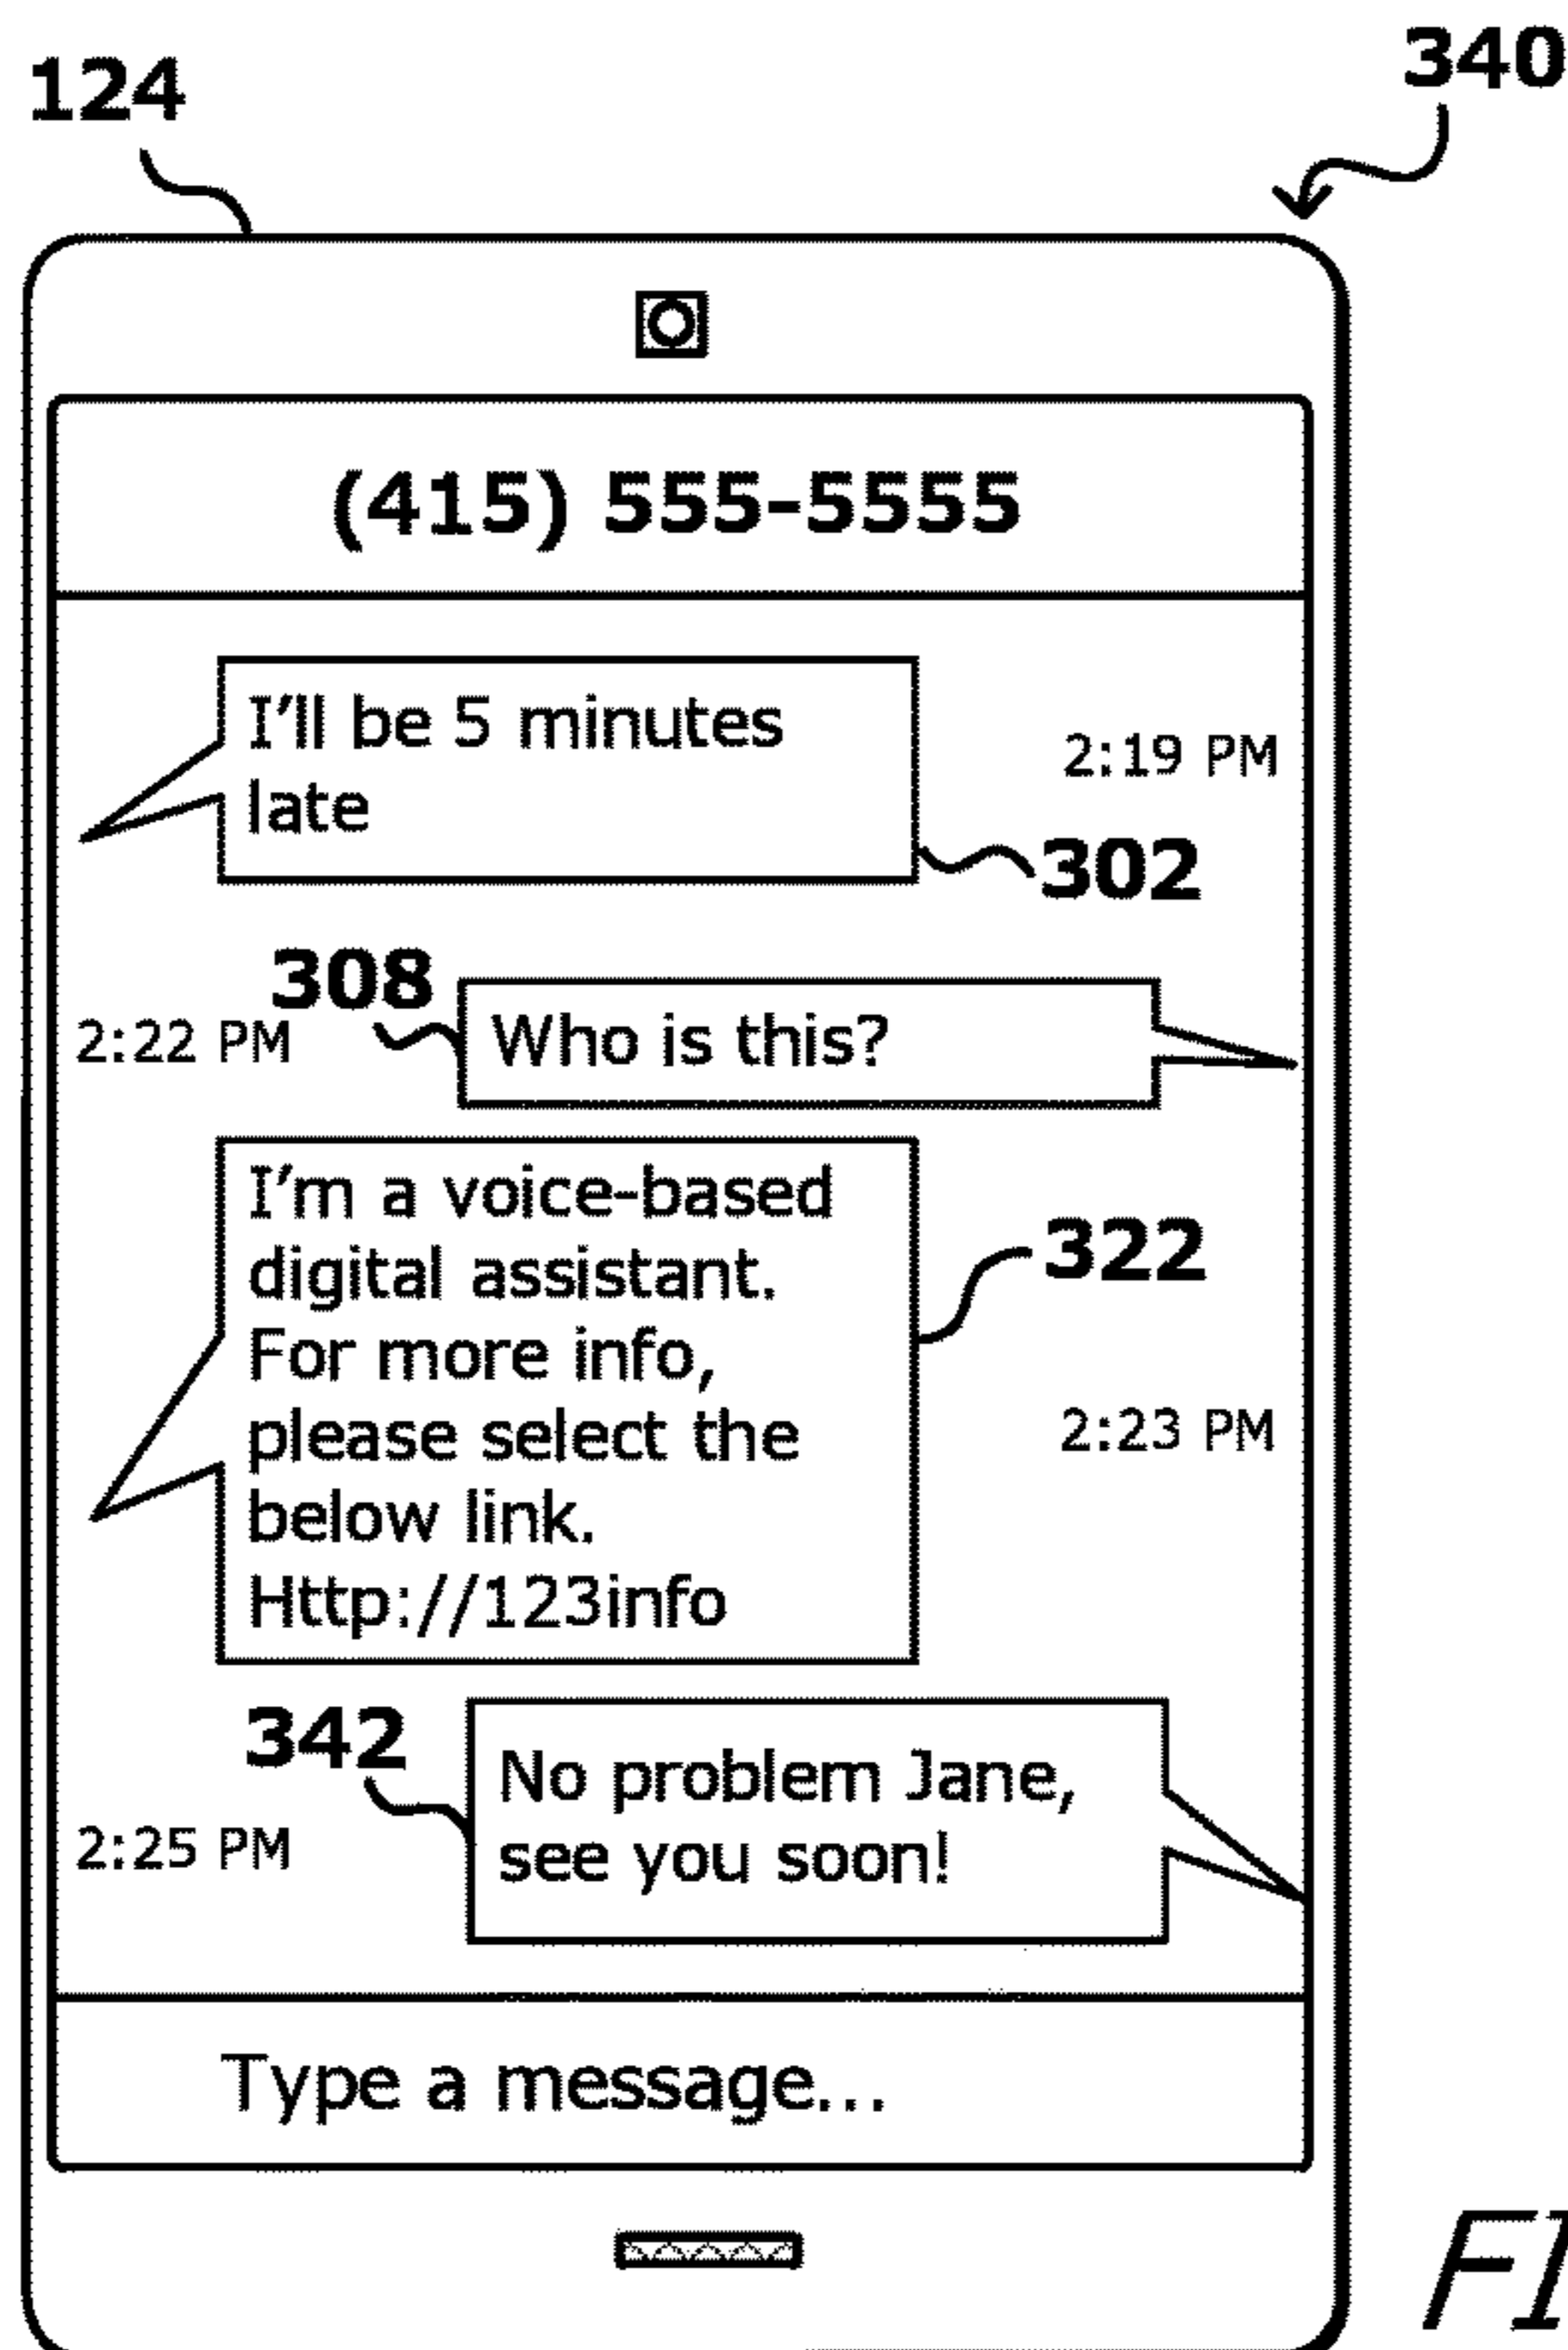 124
340
(415) 555-5555
I'll be 5 minutes
late
2:19 PM
302
308
2:22 PM
Who is this?
I'm a voice-based
digital assistant.
For more info,
please select the
below link.
Http://123info
322
2:23 PM
342
2:25 PM
No problem Jane,
see you soon!
Type a message...
FI